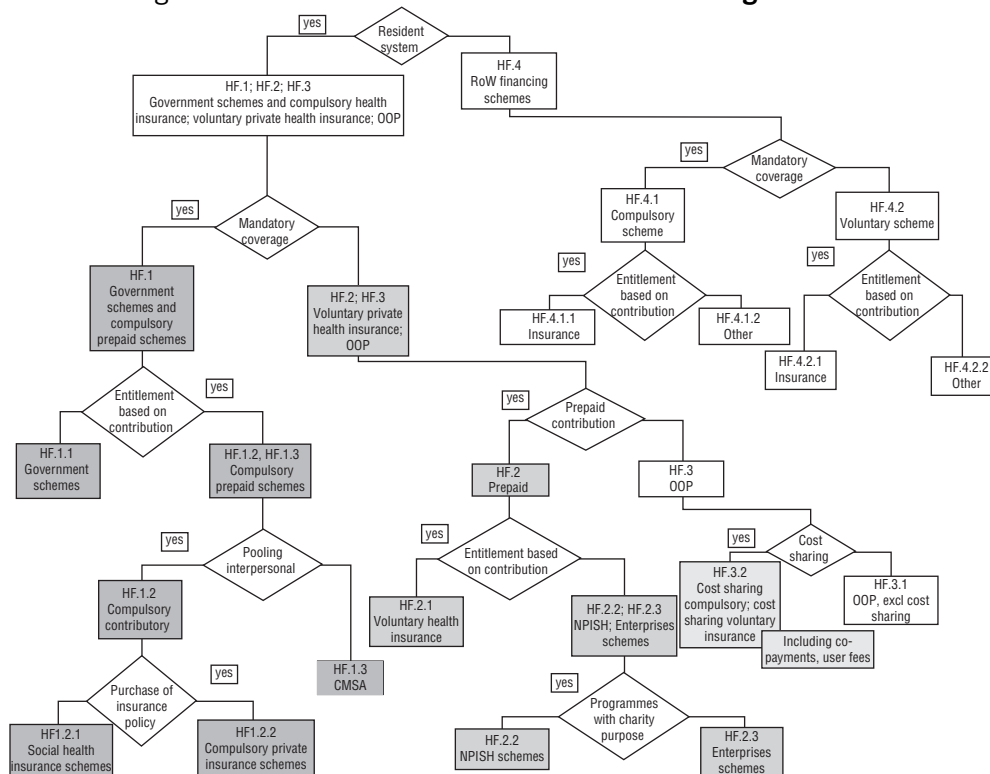 yes
Resident
system
HF.1; HF.2; HF.3
Government schemes and compulsory health
insurance; voluntary private health insurance; OOP
HF.4
RoW financing
schemes
yes
Mandatory
coverage
yes
Mandatory
coverage
HF.4.1
Compulsory
scheme
HF.4.2
Voluntary scheme
yes
Entitlement
based on
contribution
yes
Entitlement
based on
contribution
HF.4.1.1
Insurance
HF.4.1.2
Other
HF.4.2.1
Insurance
HF.4.2.2
Other
HF.1
Government
schemes and
compulsory
prepaid schemes
HF.2; HF.3
Voluntary private
health insurance;
OOP
Entitlement
based on
contribution
yes
HF.1.1
Government
schemes
HF.1.2, HF.1.3
Compulsory
prepaid schemes
yes
Prepaid
contribution
HF.2
Prepaid
HF.3
OOP
yes
Pooling
interpersonal
yes
Entitlement based
on contribution
yes
Cost
sharing
HF.1.2
Compulsory
contributory
HF.1.3
CMSA
HF.2.1
Voluntary health
insurance
HF.2.2; HF.2.3
NPISH; Enterprises
schemes
HF.3.2
Cost sharing
compulsory; cost
sharing voluntary
insurance
HF.3.1
OOP, excl cost
sharing
Including co-
payments, user fees
Purchase of
insurance
policy
yes
HF1.2.1
Social health
insurance schemes
HF1.2.2
Compulsory private
insurance schemes
yes
Programmes
with charity
purpose
HF.2.2
NPISH schemes
HF.2.3
Enterprises
schemes